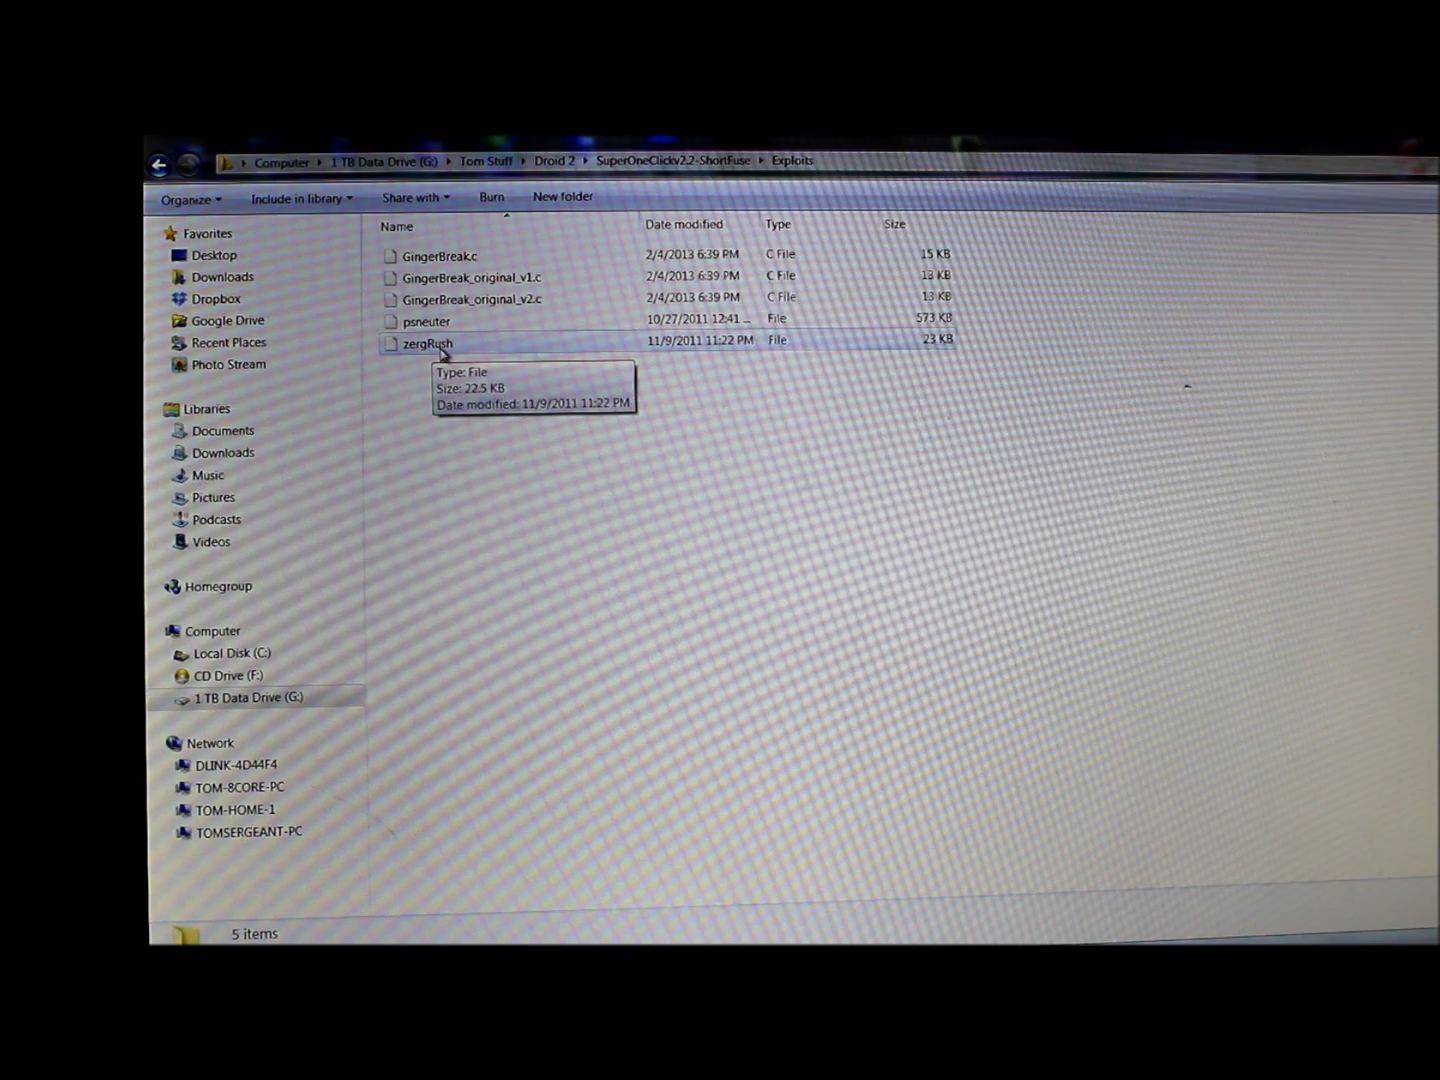 Computer 1 TB Data Drive (G:) Tom Stuff Droid 2 SuperOneClickv2.2-ShortFuse Exploits
Organize Include in library Share with Burn New folder
Name Date modified Type Size
GingerBreak.c 2/4/2013 6:39 PM C File 15 KB
GingerBreak_original_v1.c 2/4/2013 6:39 PM C File 13 KB
GingerBreak_original_v2.c 2/4/2013 6:39 PM C File 13 KB
psneuter 10/27/2011 12:41 ... File 573 KB
zergRush 11/9/2011 11:22 PM File 23 KB
Type: File
Size: 22.5 KB
Date modified: 11/9/2011 11:22 PM
Favorites
Desktop
Downloads
Dropbox
Google Drive
Recent Places
Photo Stream
Libraries
Documents
Downloads
Music
Pictures
Podcasts
Videos
Homegroup
Computer
Local Disk (C:)
CD Drive (F:)
1 TB Data Drive (G:)
Network
DLINK-4D44F4
TOM-8CORE-PC
TOM-HOME-1
TOMSERGEANT-PC
5 items